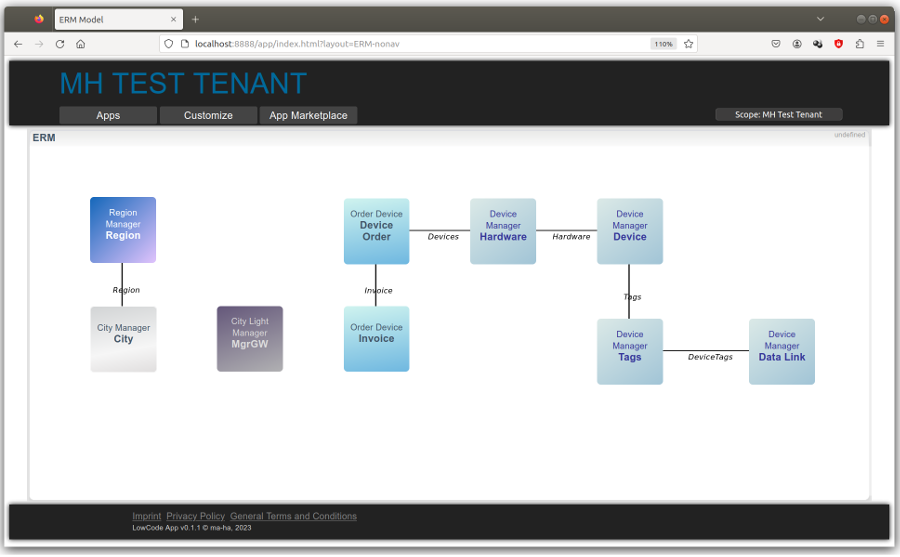 ERM Model
localhost:8888/app/index.html?layout=ERM-nonav
110%
MH TEST TENANT
Apps
Customize
App Marketplace
Scope: MH Test Tenant
ERM
undefined
Region
Manager
Region
Region
City Manager
City
City Light
Manager
MgrGW
Order Device
Device
Order
Devices
Invoice
Order Device
Invoice
Device
Manager
Hardware
Hardware
Device
Manager
Device
Tags
Device
Manager
Tags
DeviceTags
Device
Manager
Data Link
Imprint Privacy Policy General Terms and Conditions
LowCode App v0.1.1 © ma-ha, 2023